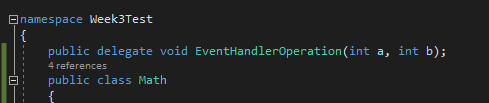 namespace Week3Test
{
public delegate void EventHandlerOperation(int a, int b);
4 references
public class Math
{